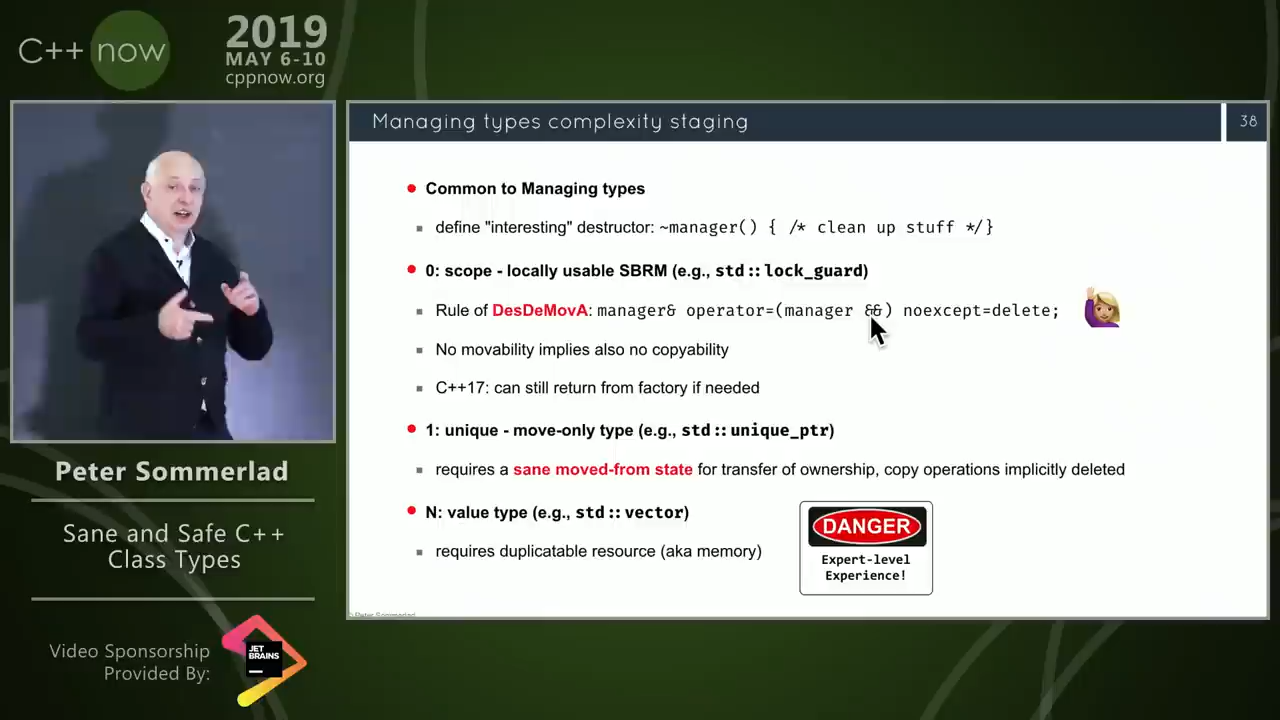 C++ now
2019
MAY 6-10
cppnow.org
Managing types complexity staging
38
Common to Managing types
define "interesting" destructor: ~manager() { /* clean up stuff */}
0: scope - locally usable SBRM (e.g., std::lock_guard)
Rule of DesDeMovA: manager& operator=(manager &&) noexcept=delete;
No movability implies also no copyability
C++17: can still return from factory if needed
1: unique - move-only type (e.g., std::unique_ptr)
requires a sane moved-from state for transfer of ownership, copy operations implicitly deleted
N: value type (e.g., std::vector)
requires duplicatable resource (aka memory)
DANGER
Expert-level
Experience!
© Peter Sommerlad
Peter Sommerlad
Sane and Safe C++
Class Types
Video Sponsorship
Provided By:
JET
BRAINS